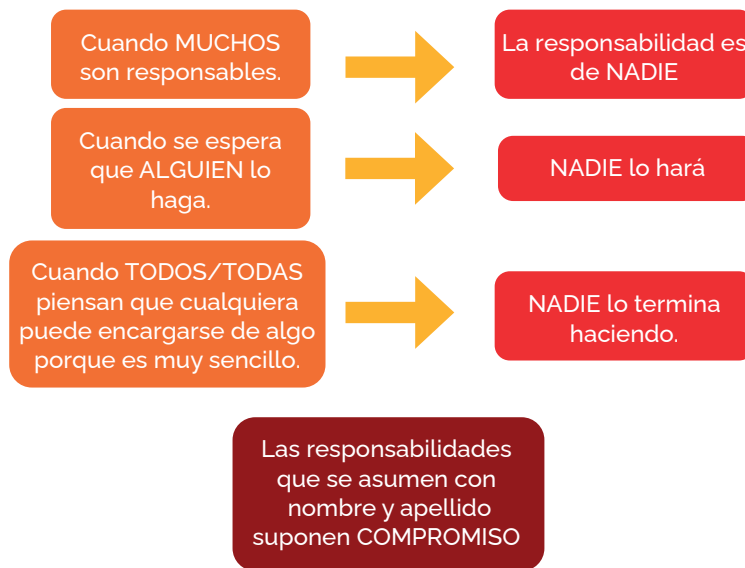 Cuando MUCHOS
son responsables.
La responsabilidad es
de NADIE
Cuando se espera
que ALGUIEN lo
haga.
NADIE lo hará
Cuando TODOS/TODAS
piensan que cualquiera
puede encargarse de algo
porque es muy sencillo.
NADIE lo termina
haciendo.
Las responsabilidades
que se asumen con
nombre y apellido
suponen COMPROMISO